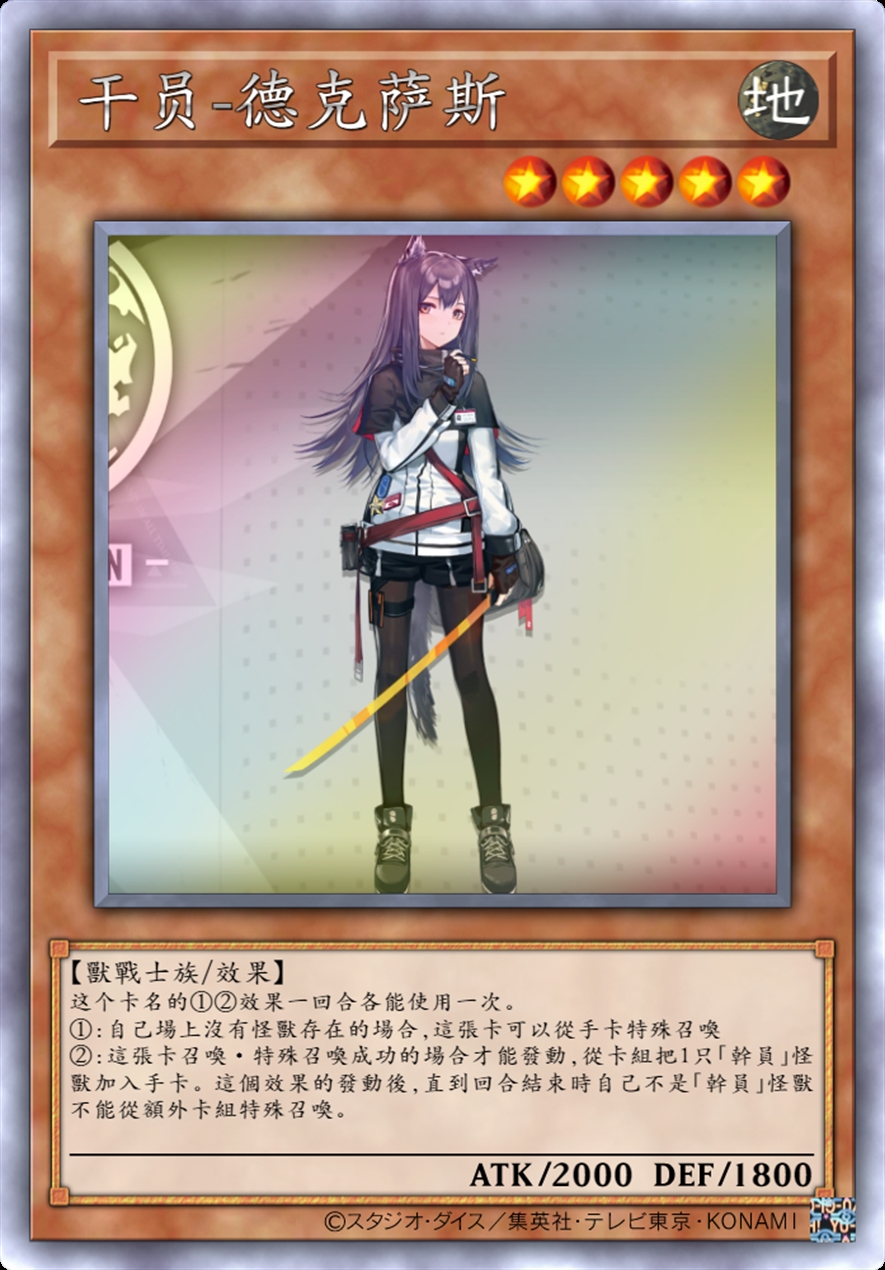 干员-德克萨斯
地
N
【獸戰士族/效果】
这个卡名的①②效果一回合各能使用一次。
①:自己場上沒有怪獸存在的場合,這張卡可以從手卡特殊召喚
②:這張卡召喚・特殊召喚成功的場合才能發動,從卡組把1只「幹員」怪
獸加入手卡。這個效果的發動後,直到回合結束時自己不是「幹員」怪獸
不能從額外卡組特殊召喚。
ATK/2000 DEF/1800
©スタジオ・ダイス/集英社・テレビ東京・KONAMI